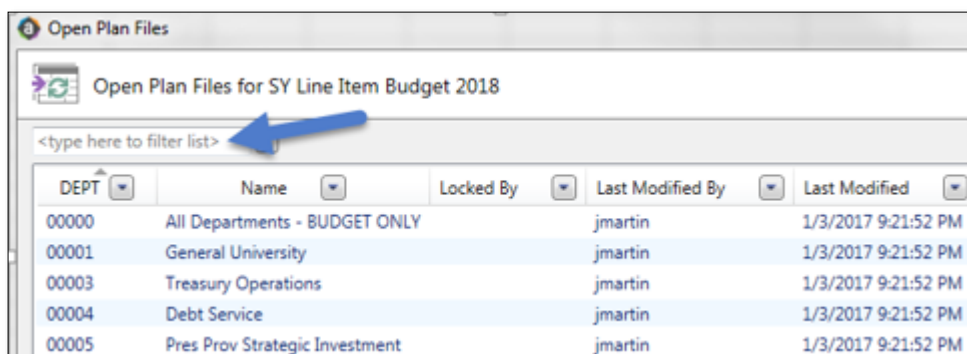 Open Plan Files
Open Plan Files for SY Line Item Budget 2018
<type here to filter list>
DEPT Name Locked By Last Modified By Last Modified
00000 All Departments - BUDGET ONLY jmartin 1/3/2017 9:21:52 PM
00001 General University jmartin 1/3/2017 9:21:52 PM
00003 Treasury Operations jmartin 1/3/2017 9:21:52 PM
00004 Debt Service jmartin 1/3/2017 9:21:52 PM
00005 Pres Prov Strategic Investment jmartin 1/3/2017 9:21:52 PM